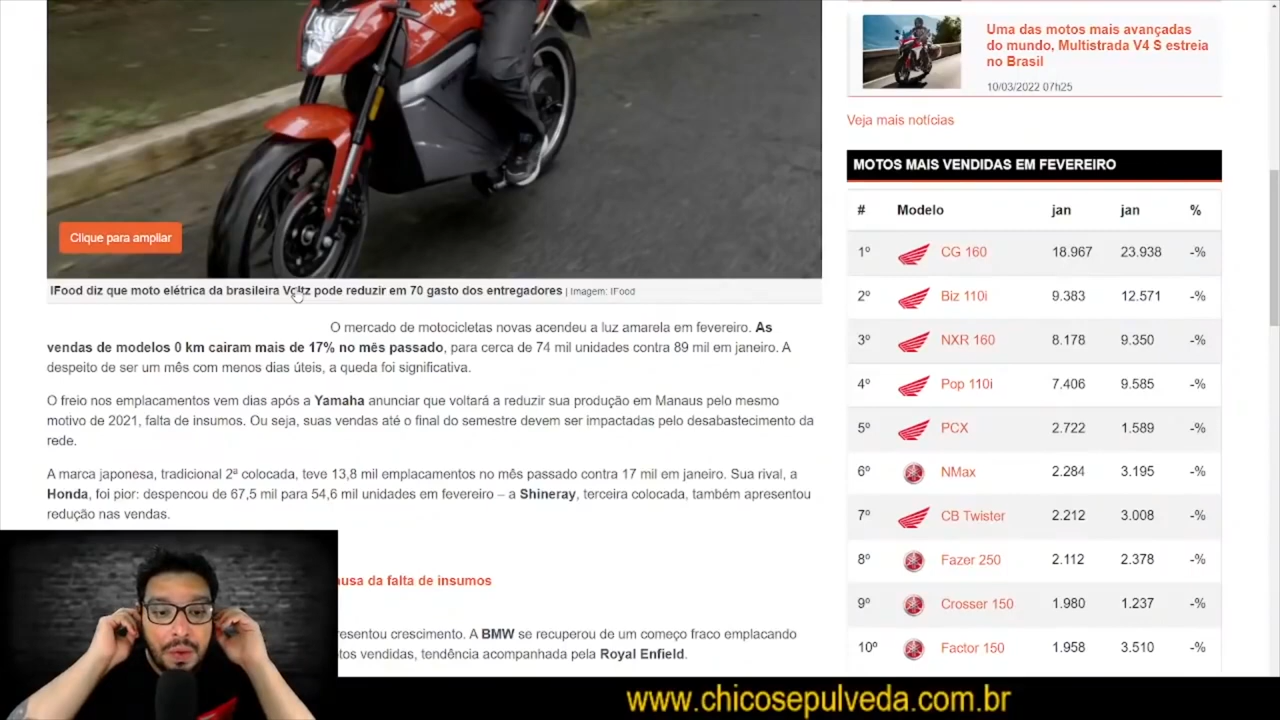 Clique para ampliar
IFood diz que moto elétrica da brasileira Voltz pode reduzir em 70 gasto dos entregadores | Imagem: IFood
O mercado de motocicletas novas acendeu a luz amarela em fevereiro. As
vendas de modelos 0 km cairam mais de 17% no mês passado, para cerca de 74 mil unidades contra 89 mil em janeiro. A
despeito de ser um mês com menos dias úteis, a queda foi significativa.
O freio nos emplacamentos vem dias após a Yamaha anunciar que voltará a reduzir sua produção em Manaus pelo mesmo
motivo de 2021, falta de insumos. Ou seja, suas vendas até o final do semestre devem ser impactadas pelo desabastecimento da
rede.
A marca japonesa, tradicional 2ª colocada, teve 13,8 mil emplacamentos no mês passado contra 17 mil em janeiro. Sua rival, a
Honda, foi pior: despencou de 67,5 mil para 54,6 mil unidades em fevereiro – a Shineray, terceira colocada, também apresentou
redução nas vendas.
ausa da falta de insumos
resentou crescimento. A BMW se recuperou de um começo fraco emplacando
tos vendidas, tendência acompanhada pela Royal Enfield.
Uma das motos mais avançadas
do mundo, Multistrada V4 S estreia
no Brasil
10/03/2022 07h25
Veja mais notícias
MOTOS MAIS VENDIDAS EM FEVEREIRO
# Modelo jan jan %
1º CG 160 18.967 23.938 -%
2º Biz 110i 9.383 12.571 -%
3º NXR 160 8.178 9.350 -%
4º Pop 110i 7.406 9.585 -%
5º PCX 2.722 1.589 -%
6º NMax 2.284 3.195 -%
7º CB Twister 2.212 3.008 -%
8º Fazer 250 2.112 2.378 -%
9º Crosser 150 1.980 1.237 -%
10º Factor 150 1.958 3.510 -%
www.chicosepulveda.com.br